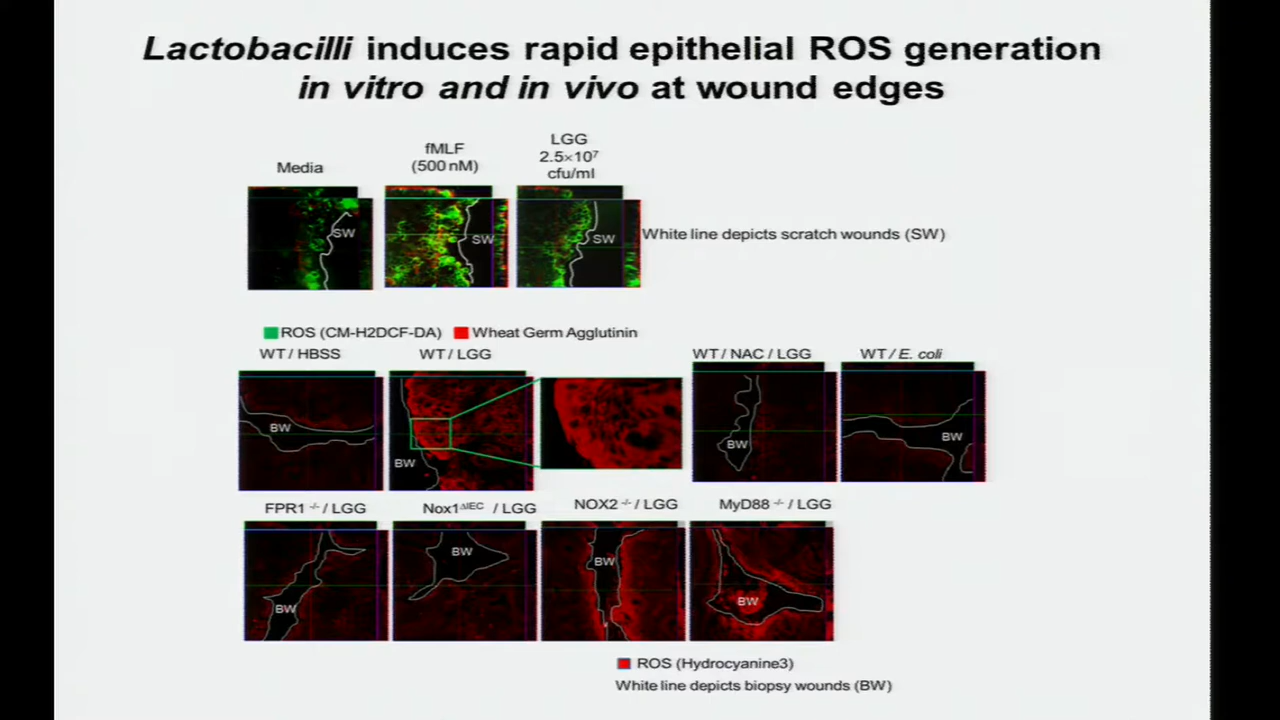 Lactobacilli induces rapid epithelial ROS generation
in vitro and in vivo at wound edges
Media
fMLF
(500 nM)
LGG
2.5×10⁷
cfu/ml
SW
SW
SW
White line depicts scratch wounds (SW)
ROS (CM-H2DCF-DA)
Wheat Germ Agglutinin
WT / HBSS
WT / LGG
WT / NAC / LGG
WT / E. coli
BW
BW
BW
BW
FPR1 -/- / LGG
Nox1ΔIEC / LGG
NOX2 -/- / LGG
MyD88 -/- / LGG
BW
BW
BW
BW
ROS (Hydrocyanine3)
White line depicts biopsy wounds (BW)